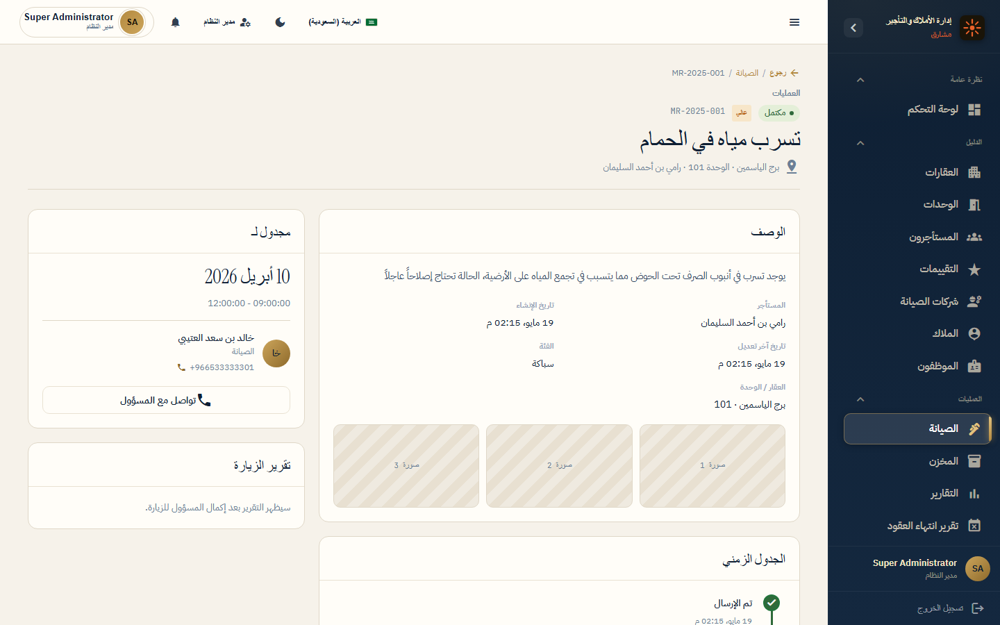 إدارة الأملاك والتأجير
مشارق
نظرة عامة
لوحة التحكم
الدليل
العقارات
الوحدات
المستأجرون
التقييمات
شركات الصيانة
الملاك
الموظفون
العمليات
الصيانة
المخزن
التقارير
تقرير انتهاء العقود
SA
Super Administrator
مدير النظام
تسجيل الخروج
العربية (السعودية)
مدير النظام
Super Administrator
مدير النظام
SA
رجوع / الصيانة / MR-2025-001
العمليات
مكتمل
عالي
MR-2025-001
تسرب مياه في الحمام
برج الياسمين · الوحدة 101 · رامي بن أحمد السليمان
الوصف
يوجد تسرب في أنبوب الصرف تحت الحوض مما يتسبب في تجمع المياه على الأرضية، الحالة تحتاج إصلاحاً عاجلاً
المستأجر
رامي بن أحمد السليمان
تاريخ الإنشاء
19 مايو، 02:15 م
تاريخ آخر تعديل
19 مايو، 02:15 م
الفئة
سباكة
العقار / الوحدة
برج الياسمين · 101
صورة 1
صورة 2
صورة 3
الجدول الزمني
تم الإرسال
19 مايو، 02:15 م
مجدول لـ
10 أبريل 2026
09:00:00 - 12:00:00
خا
خالد بن سعد العتيبي
الصيانة
+966533333301
تواصل مع المسؤول
تقرير الزيارة
سيظهر التقرير بعد إكمال المسؤول للزيارة.